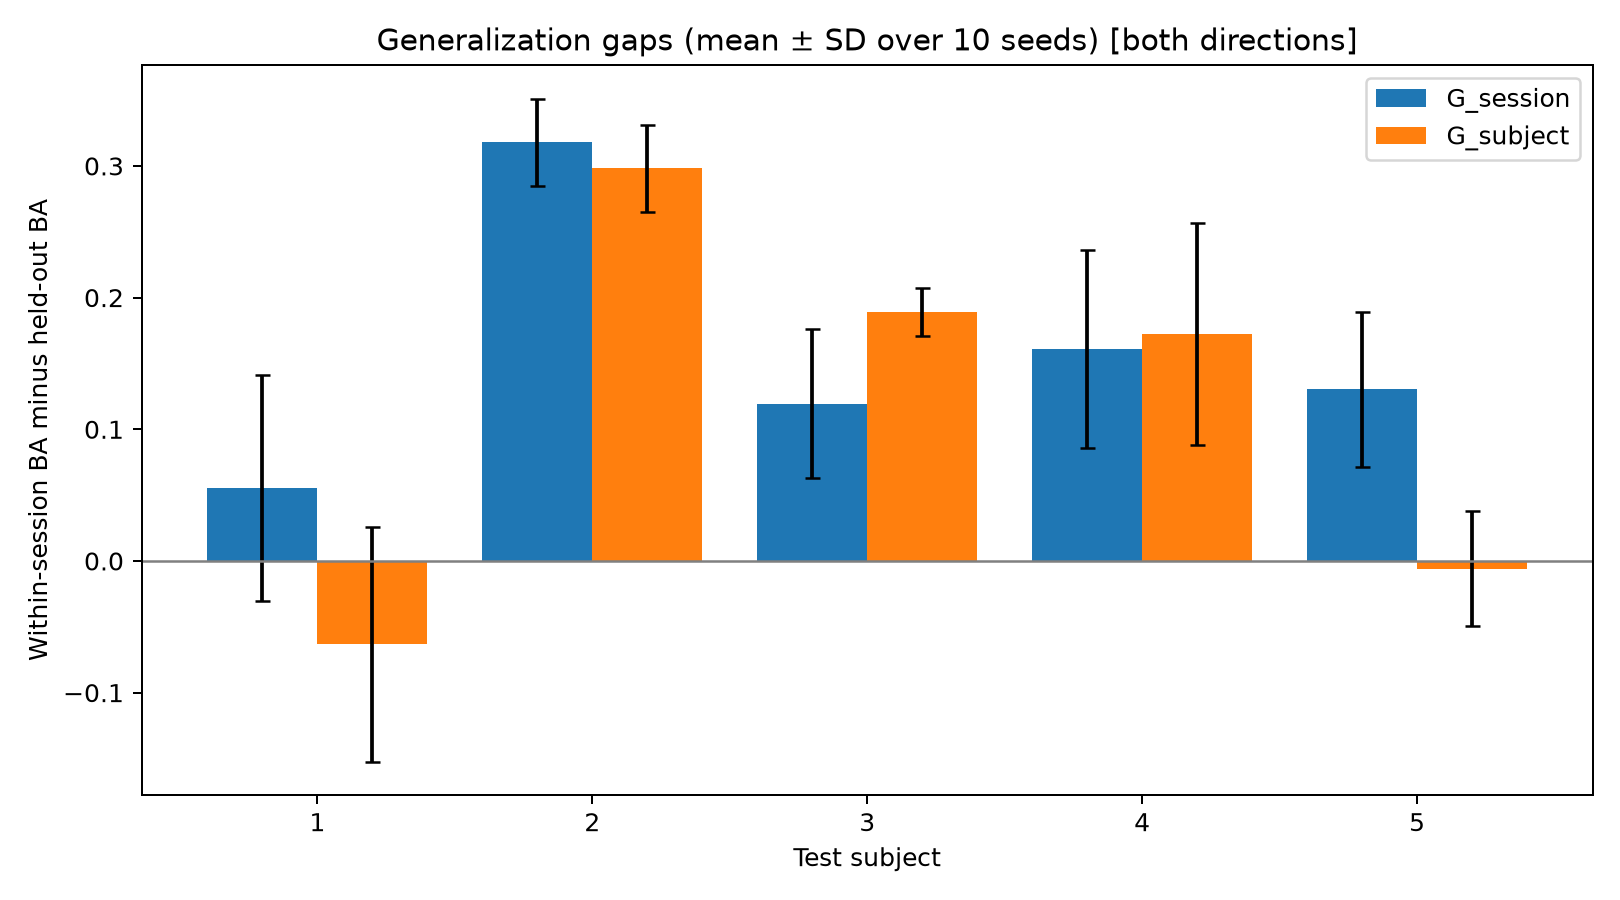 Generalization gaps (mean ± SD over 10 seeds) [both directions]
G_session
G_subject
Within-session BA minus held-out BA
0.3
0.2
0.1
0.0
−0.1
1 2 3 4 5
Test subject